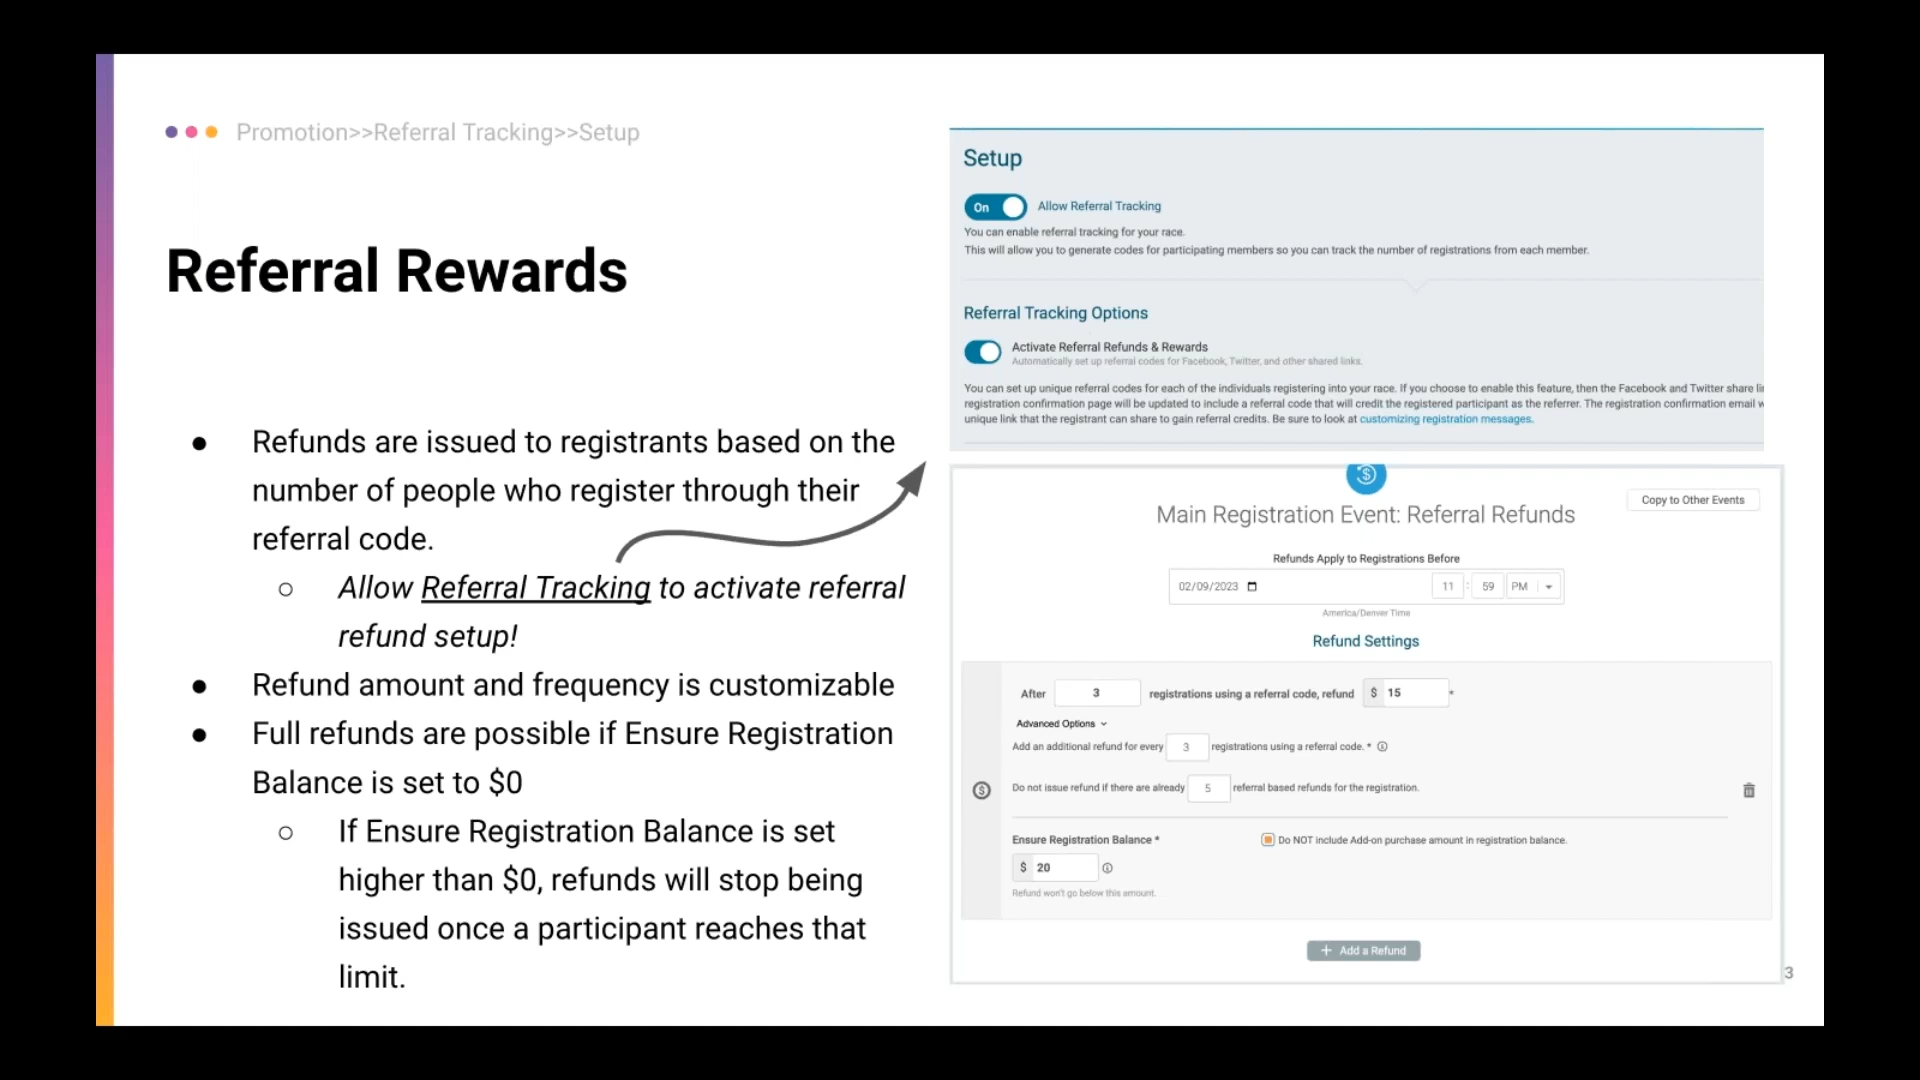 Promotion>>Referral Tracking>>Setup
Referral Rewards
● Refunds are issued to registrants based on the
number of people who register through their
referral code.
○ Allow Referral Tracking to activate referral
refund setup!
● Refund amount and frequency is customizable
● Full refunds are possible if Ensure Registration
Balance is set to $0
○ If Ensure Registration Balance is set
higher than $0, refunds will stop being
issued once a participant reaches that
limit.
Setup
On Allow Referral Tracking
You can enable referral tracking for your race.
This will allow you to generate codes for participating members so you can track the number of registrations from each member.
Referral Tracking Options
Activate Referral Refunds & Rewards
Automatically set up referral codes for Facebook, Twitter, and other shared links.
You can set up unique referral codes for each of the individuals registering into your race. If you choose to enable this feature, then the Facebook and Twitter share
registration confirmation page will be updated to include a referral code that will credit the registered participant as the referrer. The registration confirmation email
unique link that the registrant can share to gain referral credits. Be sure to look at customizing registration messages.
Copy to Other Events
Main Registration Event: Referral Refunds
Refunds Apply to Registrations Before
02/09/2023 11 : 59 PM
America/Denver Time
Refund Settings
After 3 registrations using a referral code, refund $ 15 *
Advanced Options
Add an additional refund for every 3 registrations using a referral code. *
Do not issue refund if there are already 5 referral based refunds for the registration.
Ensure Registration Balance * Do NOT include Add-on purchase amount in registration balance.
$ 20
Refund won't go below this amount.
+ Add a Refund
3